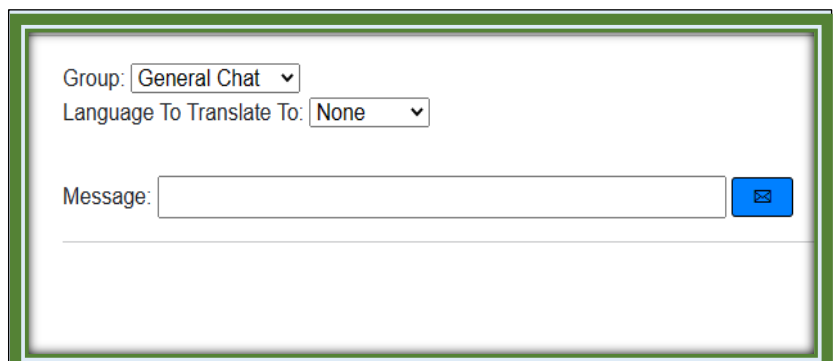 Group: General Chat
Language To Translate To: None
Message: